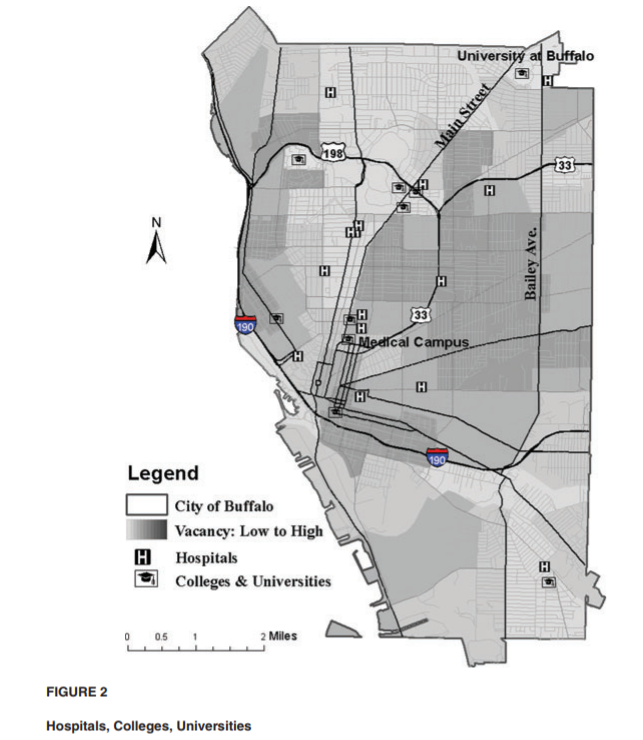 University at Buffalo
Main Street
198
33
N
Bailey Ave.
33
190
Medical Campus
190
Legend
City of Buffalo
Vacancy: Low to High
H Hospitals
Colleges & Universities
0 0.5 1 2 Miles
FIGURE 2
Hospitals, Colleges, Universities